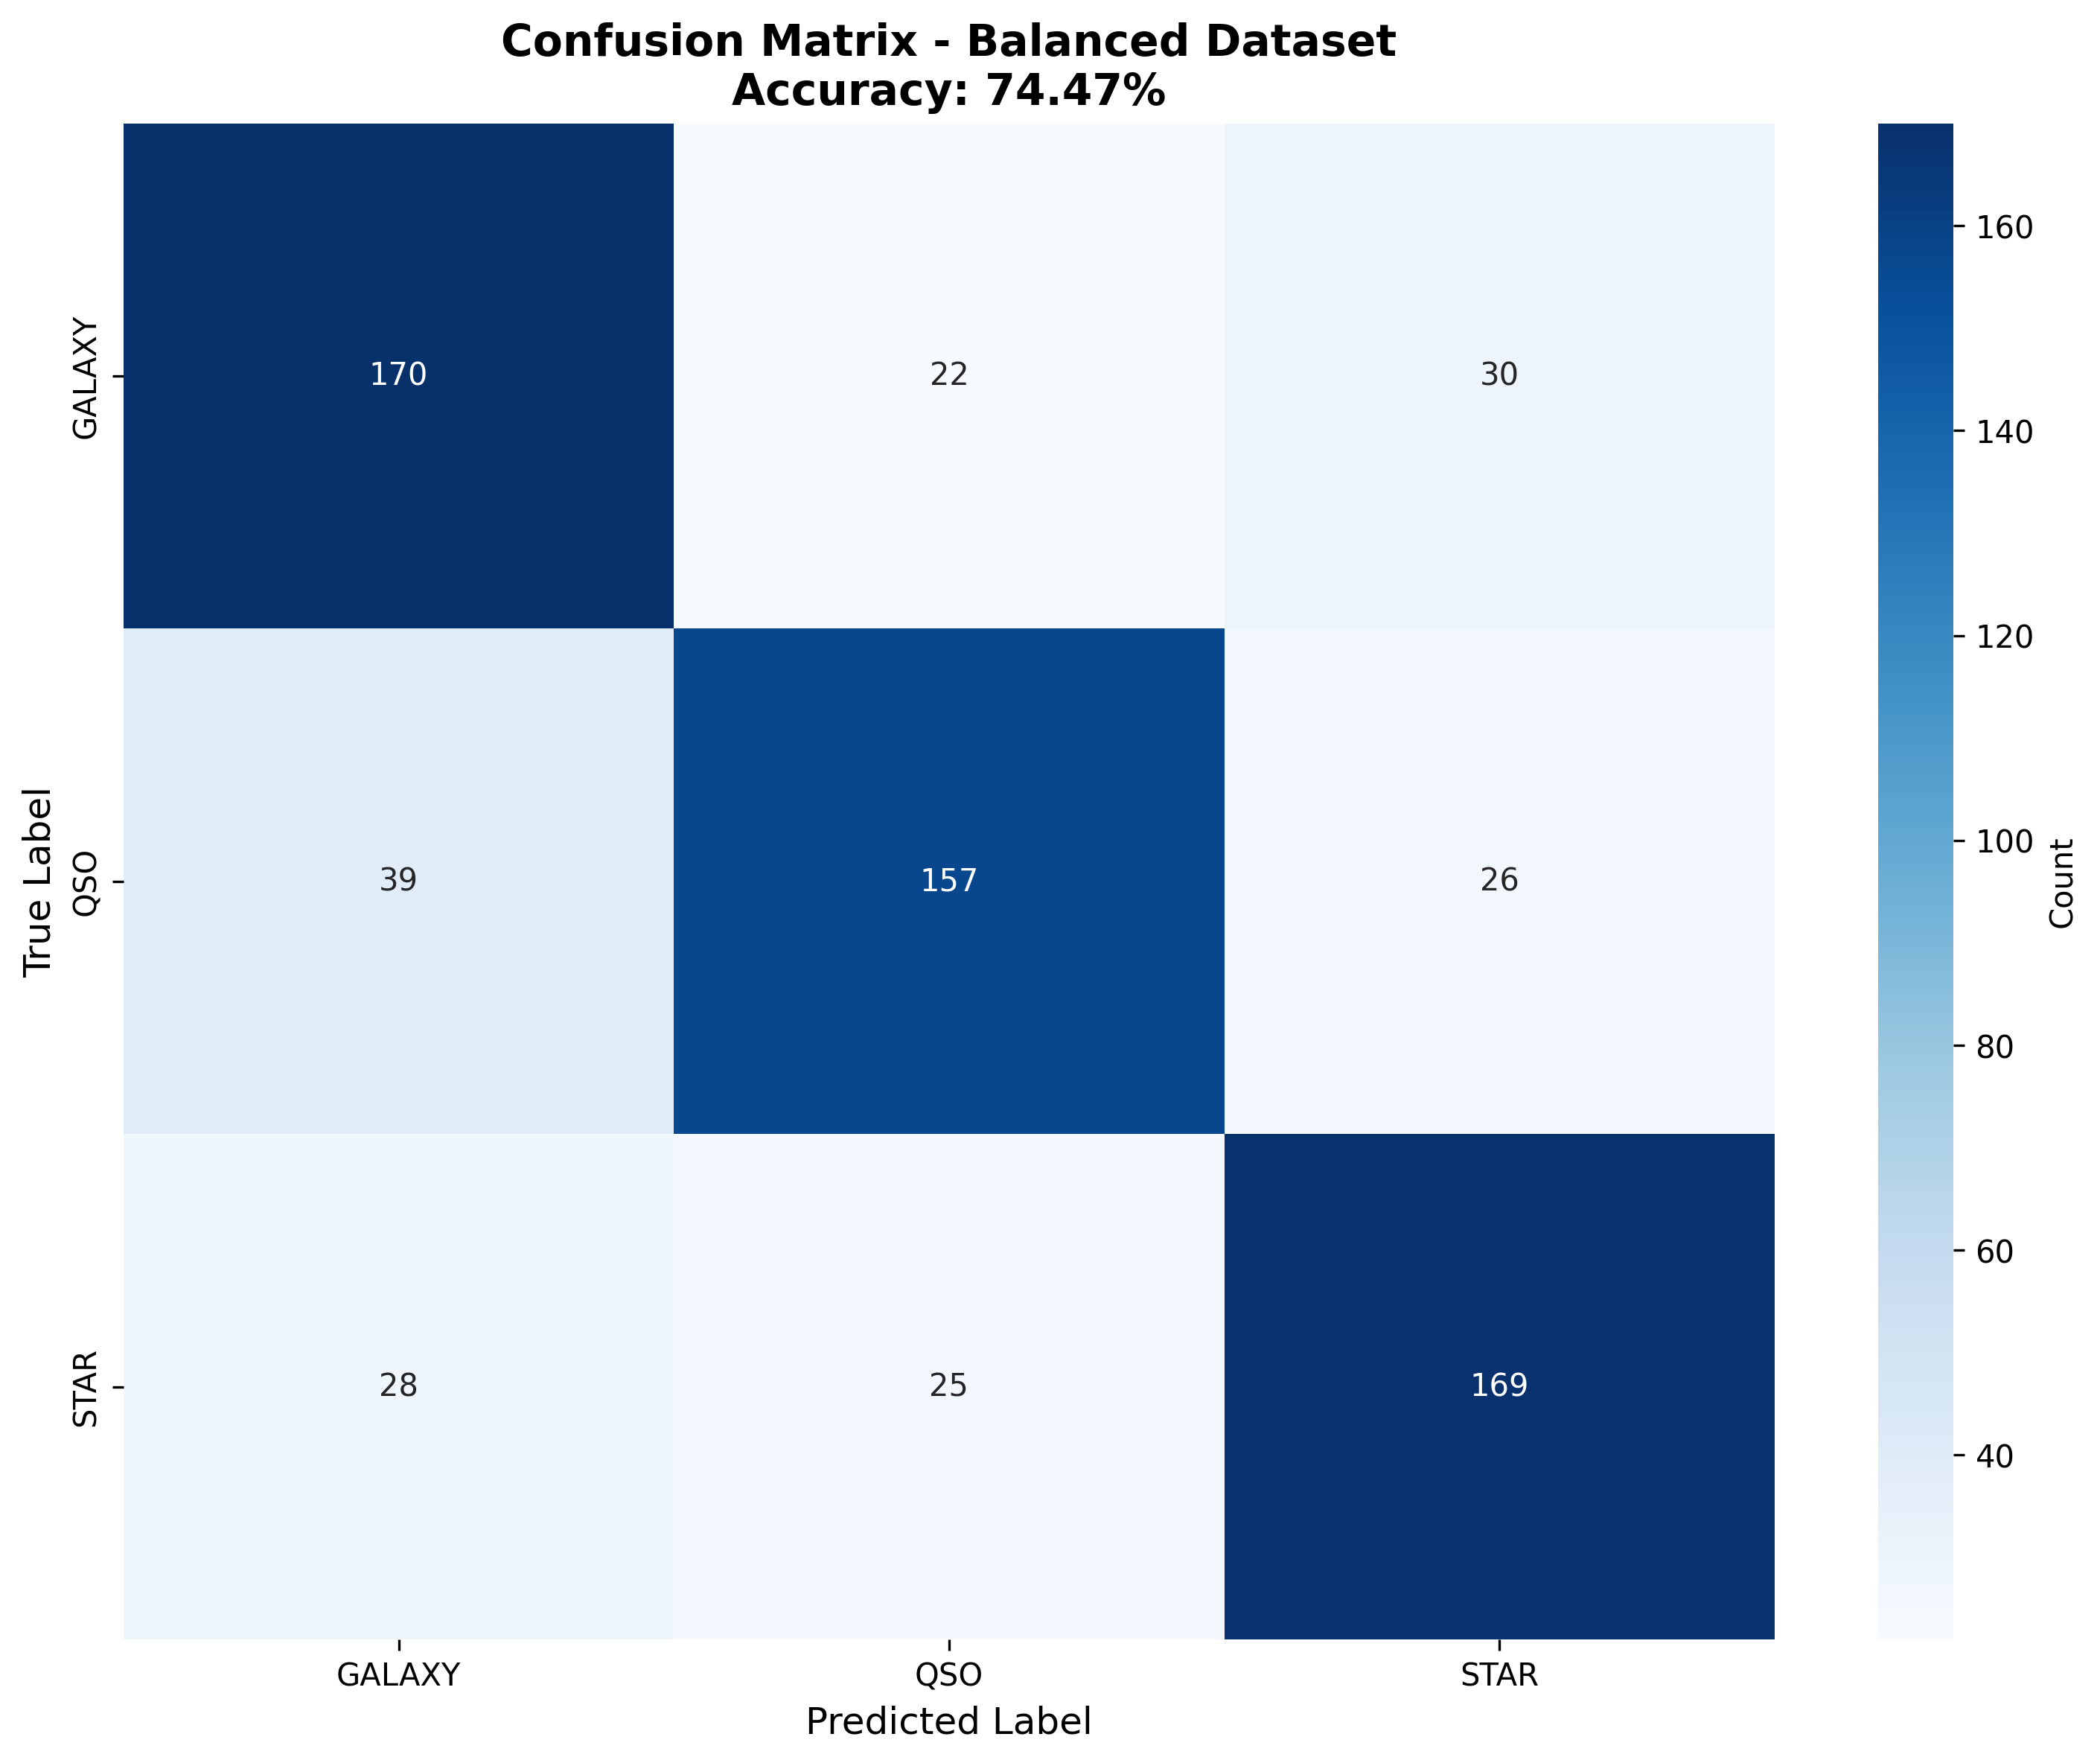 Confusion Matrix - Balanced Dataset
Accuracy: 74.47%
True Label
GALAXY
170 22 30
QSO
39 157 26
STAR
28 25 169
GALAXY QSO STAR
Predicted Label
160
140
120
100
80
60
40
Count